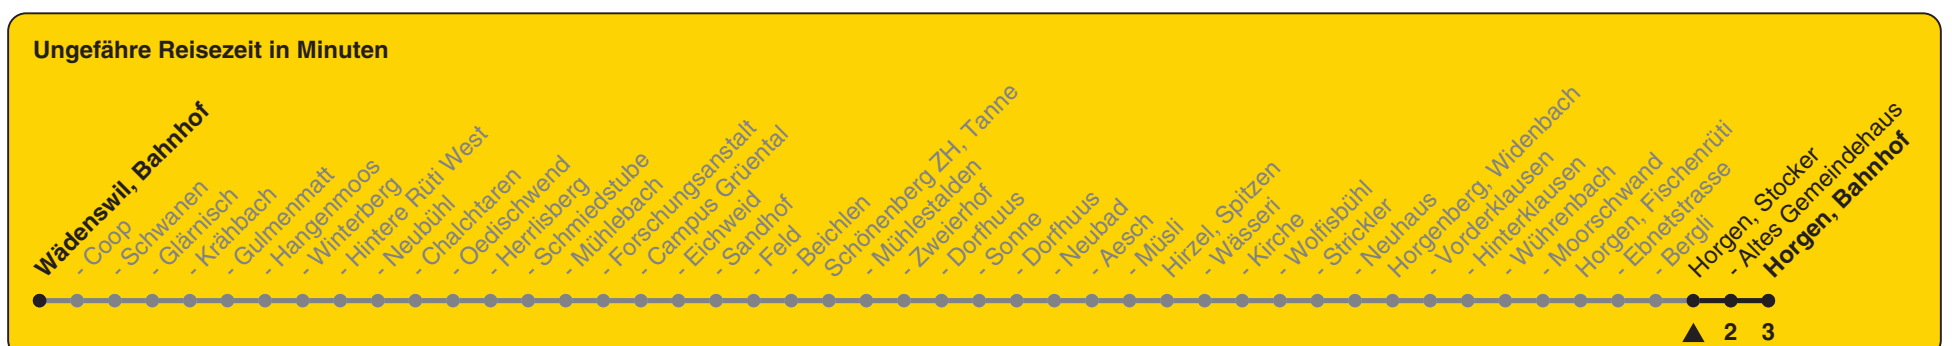 Ungefähre Reisezeit in Minuten
Wädenswil, Bahnhof
- Coop
- Schwanen
- Glärnisch
- Krähbach
- Gulmenmatt
- Hangenmoos
- Winterberg
- Hintere Rüti West
- Neubühl
- Chalchtaren
- Oedischwend
- Herrlisberg
- Schmiedstube
- Mühlebach
- Forschungsanstalt
- Campus Grüental
- Eichweid
- Sandhof
- Feld
- Beichlen
Schönenberg ZH, Tanne
- Mühlestalden
- Zweierhof
- Dorfhuus
- Sonne
- Dorfhuus
- Neubad
- Aesch
- Müsli
Hirzel, Spitzen
- Wässeri
- Kirche
- Wolfisbühl
- Strickler
- Neuhaus
Horgenberg, Widenbach
- Vorderklausen
- Hinterklausen
- Würenbach
- Moorschwand
Horgen, Fischenrüti
- Ebnetstrasse
- Bergli
Horgen, Stocker
- Altes Gemeindehaus
Horgen, Bahnhof
2 3